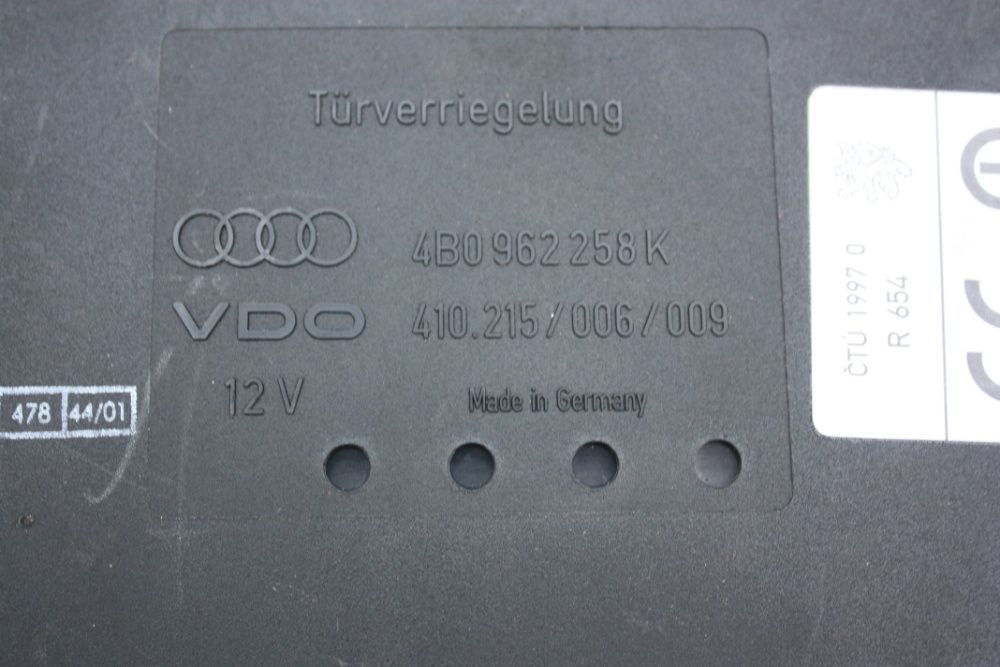 Türverriegelung
4B0 962 258 K
VDO 410.215/006/009
12 V
Made in Germany
478 44/01
ČTÚ 1997 0
R 654
CE